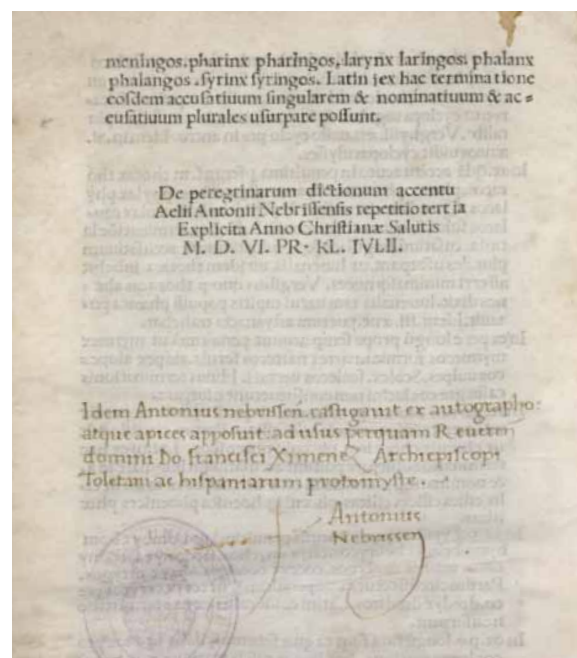 meningos. pharinx pharingos, larynx laringos: phalanx
phalangos . syrinx syringos. Latini ex hac terminatione
eosdem accusatiuum singularem & nominatiuum & ac =
cusatiuum plurales usurpare possunt.
De peregrinarum dictionum accentu
Aelii Antonii Nebrissensis repetitio tertia
Explicita Anno Christianæ Salutis
M. D. VI. PR. KL. IVLII.
Idem Antonius nebrissen. castigauit ex autographo:
atque apices apposuit. ad usus perquam Reueren
domini Do. francisci Ximenez Archiepiscopi
Toletani ac hispaniarum protomyste.
Antonius
Nebrissen